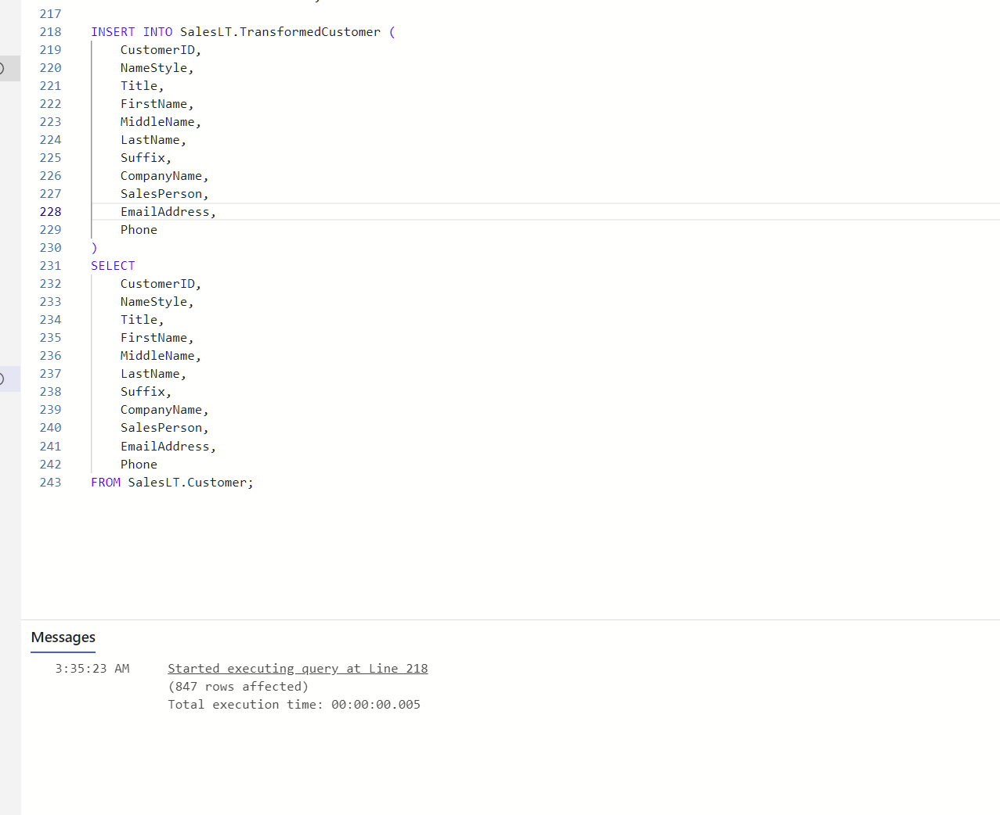 217
218 INSERT INTO SalesLT.TransformedCustomer (
219 CustomerID,
220 NameStyle,
221 Title,
222 FirstName,
223 MiddleName,
224 LastName,
225 Suffix,
226 CompanyName,
227 SalesPerson,
228 EmailAddress,
229 Phone
230 )
231 SELECT
232 CustomerID,
233 NameStyle,
234 Title,
235 FirstName,
236 MiddleName,
237 LastName,
238 Suffix,
239 CompanyName,
240 SalesPerson,
241 EmailAddress,
242 Phone
243 FROM SalesLT.Customer;
Messages
3:35:23 AM Started executing query at Line 218
(847 rows affected)
Total execution time: 00:00:00.005